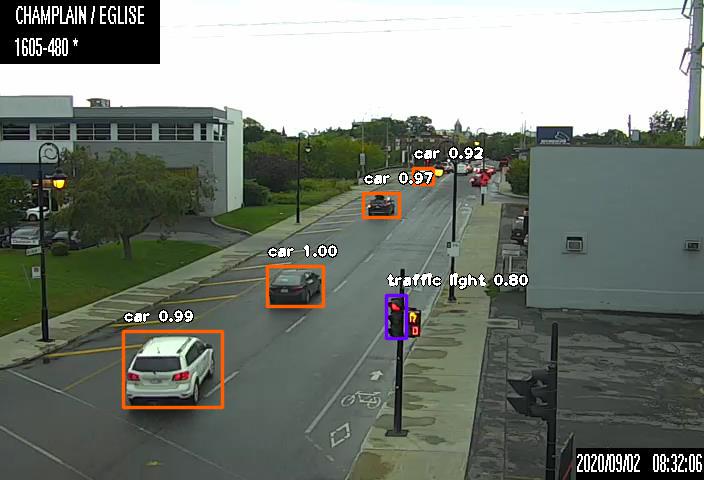 CHAMPLAIN / EGLISE
1605-480 *
car 0.92
car 0.97
car 1.00
traffic light 0.80
car 0.99
0
2020/09/02 08:32:06